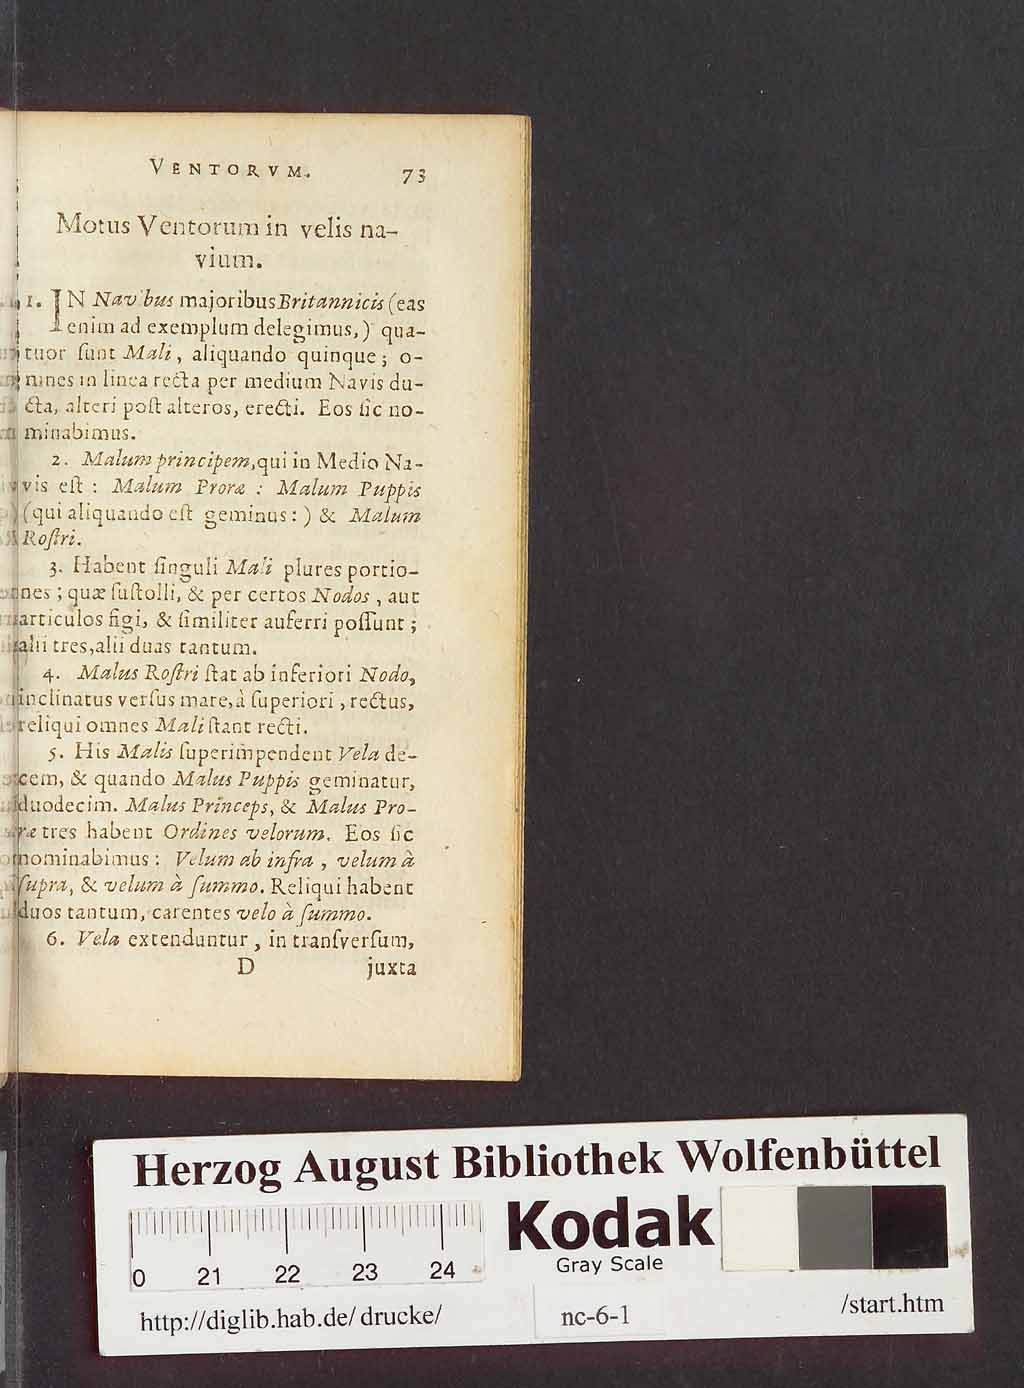 VENTORVM. 73
Motus Ventorum in velis na-
vium.
1. IN Nav bus majoribus Britannicis (eas
enim ad exemplum delegimus,) qua-
tuor ſunt Mali, aliquando quinque; o-
mnes in linea recta per medium Navis du-
cta, alteri poſt alteros, erecti. Eos ſic no-
minabimus.
2. Malum principem, qui in Medio Na-
vis eſt : Malum Proræ : Malum Puppis
(qui aliquando eſt geminus:) & Malum
Roſtri.
3. Habent ſinguli Mali plures portio-
nes; quæ ſuſtolli, & per certos Nodos, aut
articulos figi, & ſimiliter auferri poſſunt;
alii tres, alii duas tantum.
4. Malus Roſtri ſtat ab inferiori Nodo,
inclinatus verſus mare, à ſuperiori, rectus,
reliqui omnes Mali ſtant recti.
5. His Malis ſuperimpendent Vela de-
cem, & quando Malus Puppis geminatur,
duodecim. Malus Princeps, & Malus Pro-
ræ tres habent Ordines velorum. Eos ſic
nominabimus: Velum ab infra, velum à
ſupra, & velum à ſummo. Reliqui habent
duos tantum, carentes velo à ſummo.
6. Vela extenduntur, in tranſverſum,
D juxta
Herzog August Bibliothek Wolfenbüttel
Kodak
Gray Scale
0 21 22 23 24
http://diglib.hab.de/drucke/ nc-6-1 /start.htm